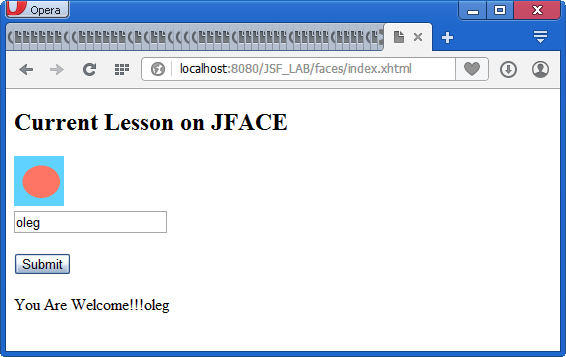 Opera
localhost:8080/JSF_LAB/faces/index.xhtml
Current Lesson on JFACE
oleg
Submit
You Are Welcome!!!oleg